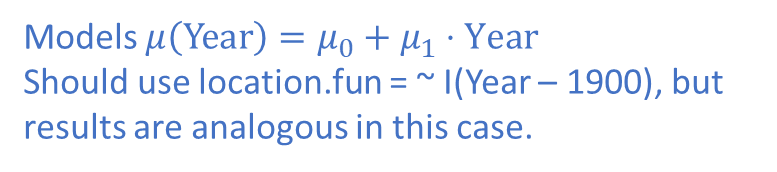 Models μ(Year) = μ₀ + μ₁ · Year
Should use location.fun = ~ I(Year – 1900), but
results are analogous in this case.